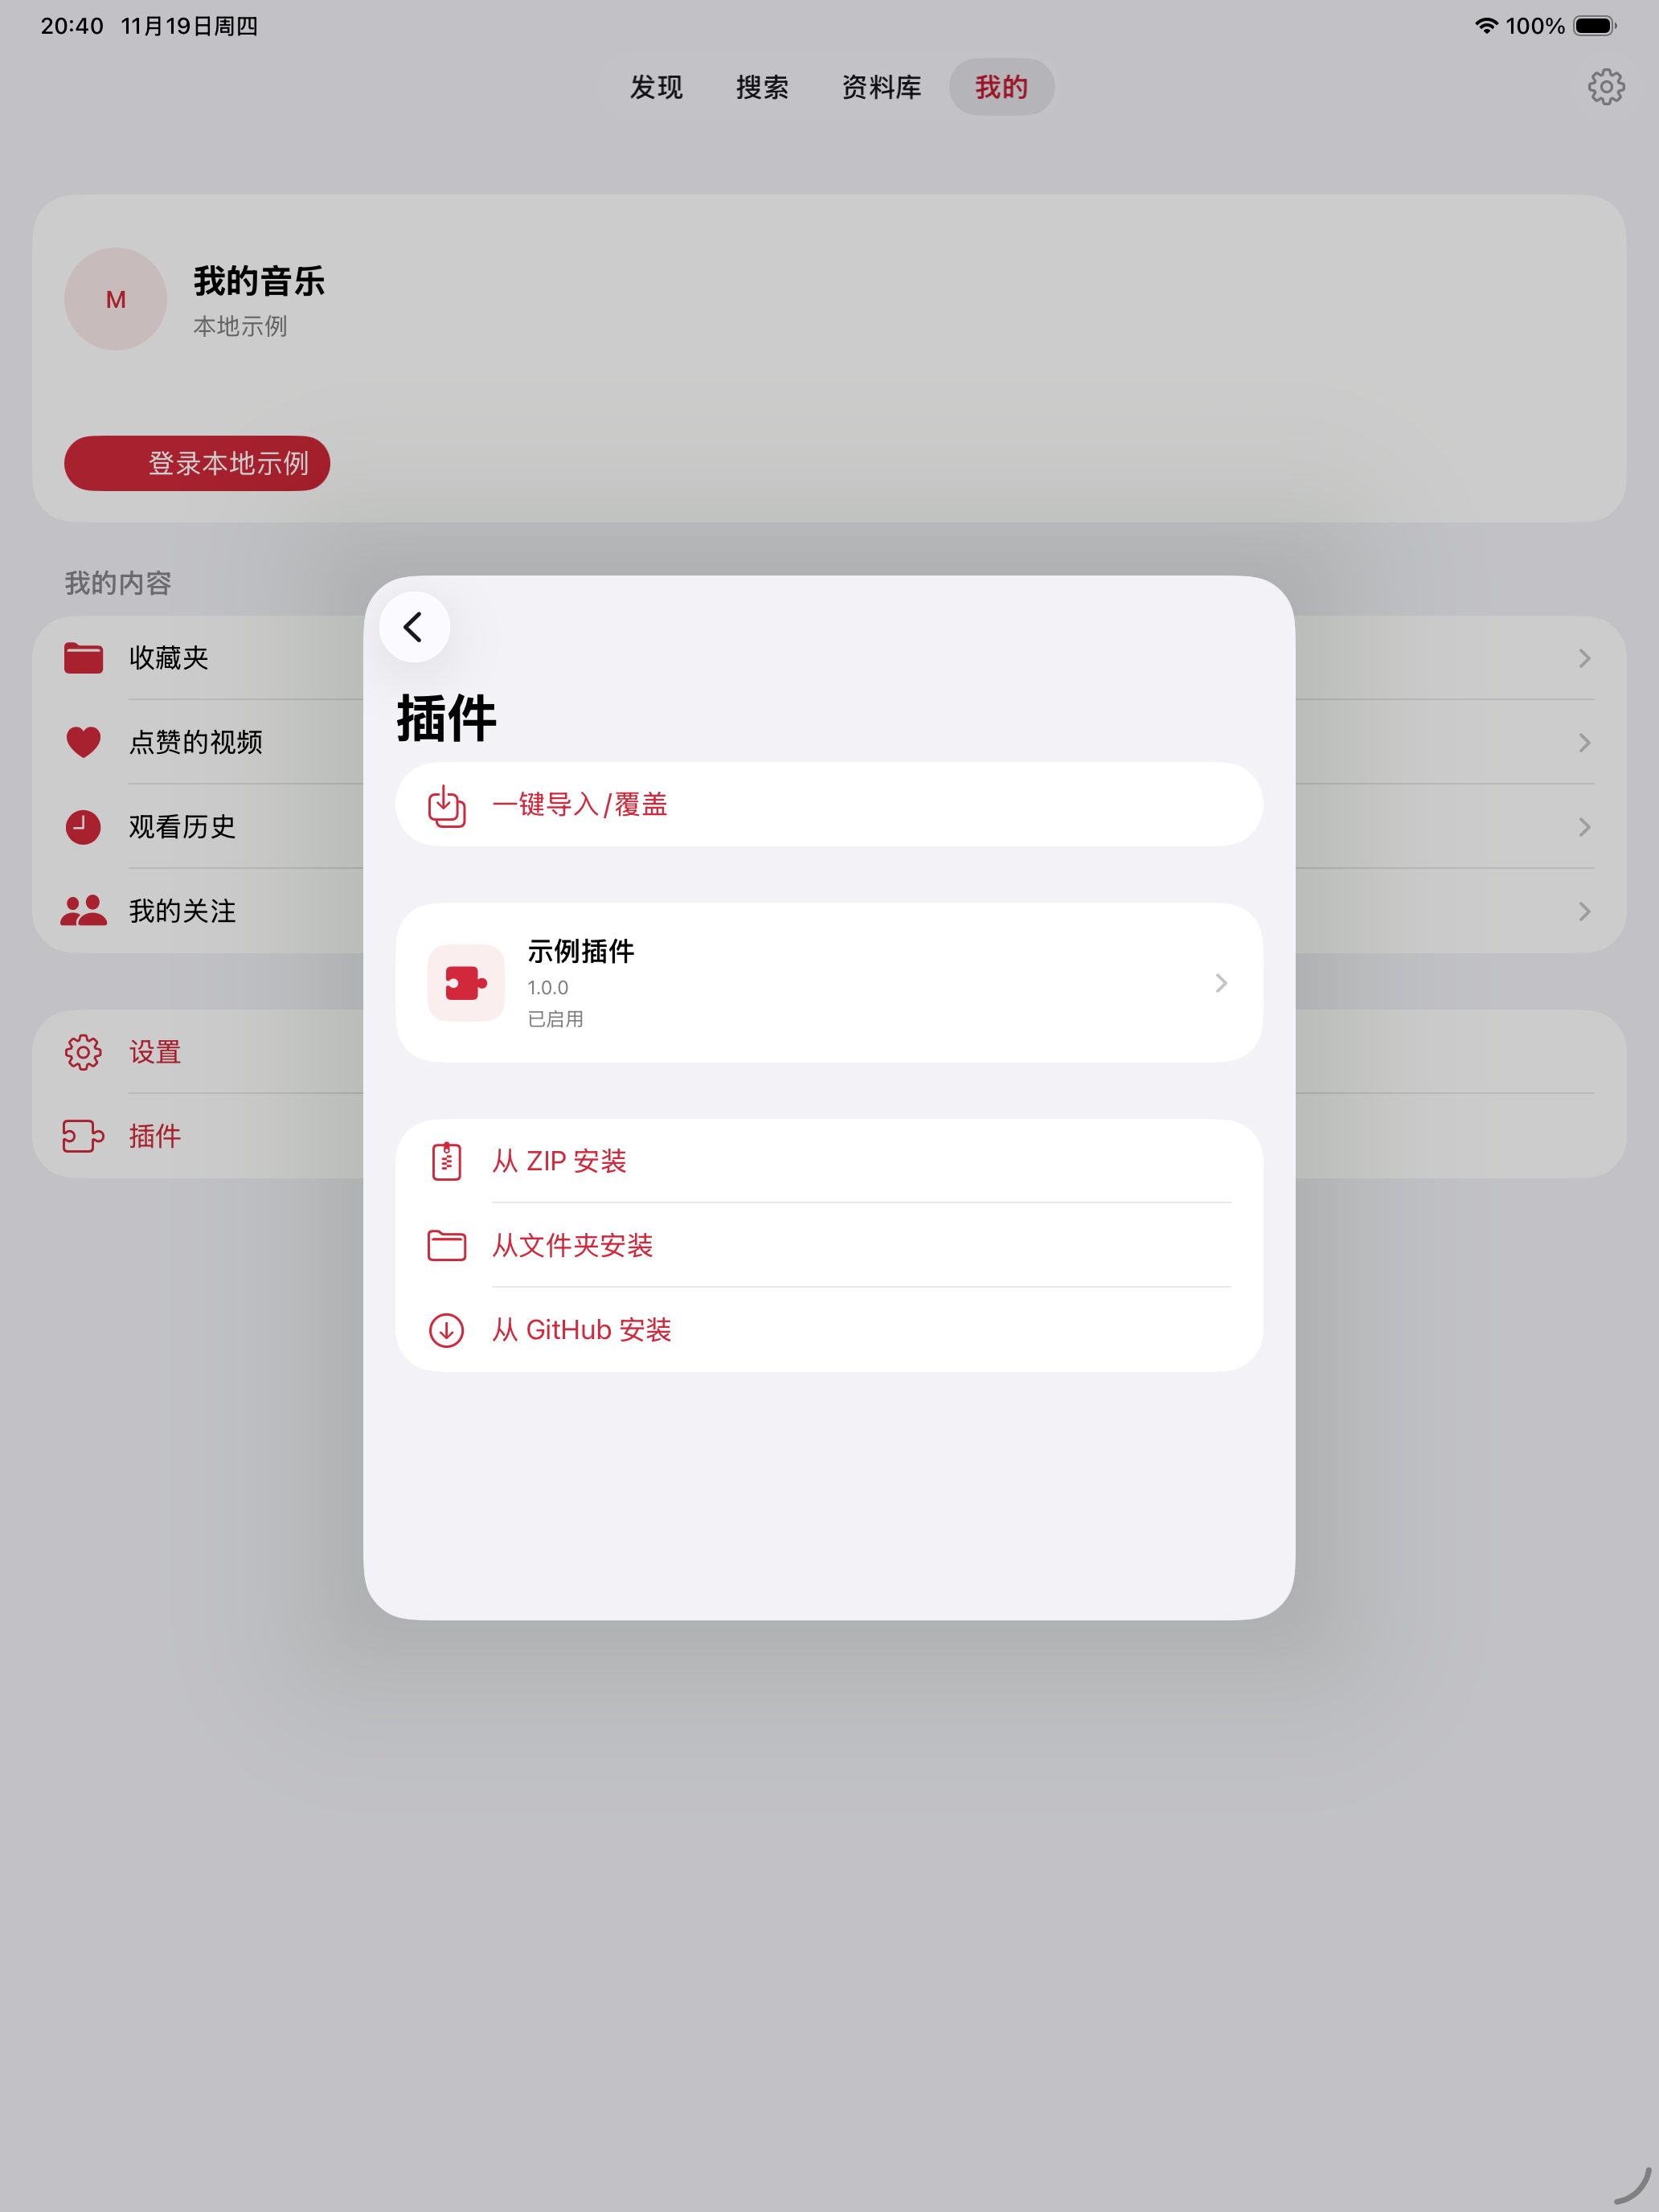 20:40 11月19日周四
100%
发现 搜索 资料库 我的
M
我的音乐
本地示例
登录本地示例
我的内容
收藏夹
点赞的视频
观看历史
我的关注
设置
插件
插件
一键导入/覆盖
示例插件
1.0.0
已启用
从 ZIP 安装
从文件夹安装
从 GitHub 安装